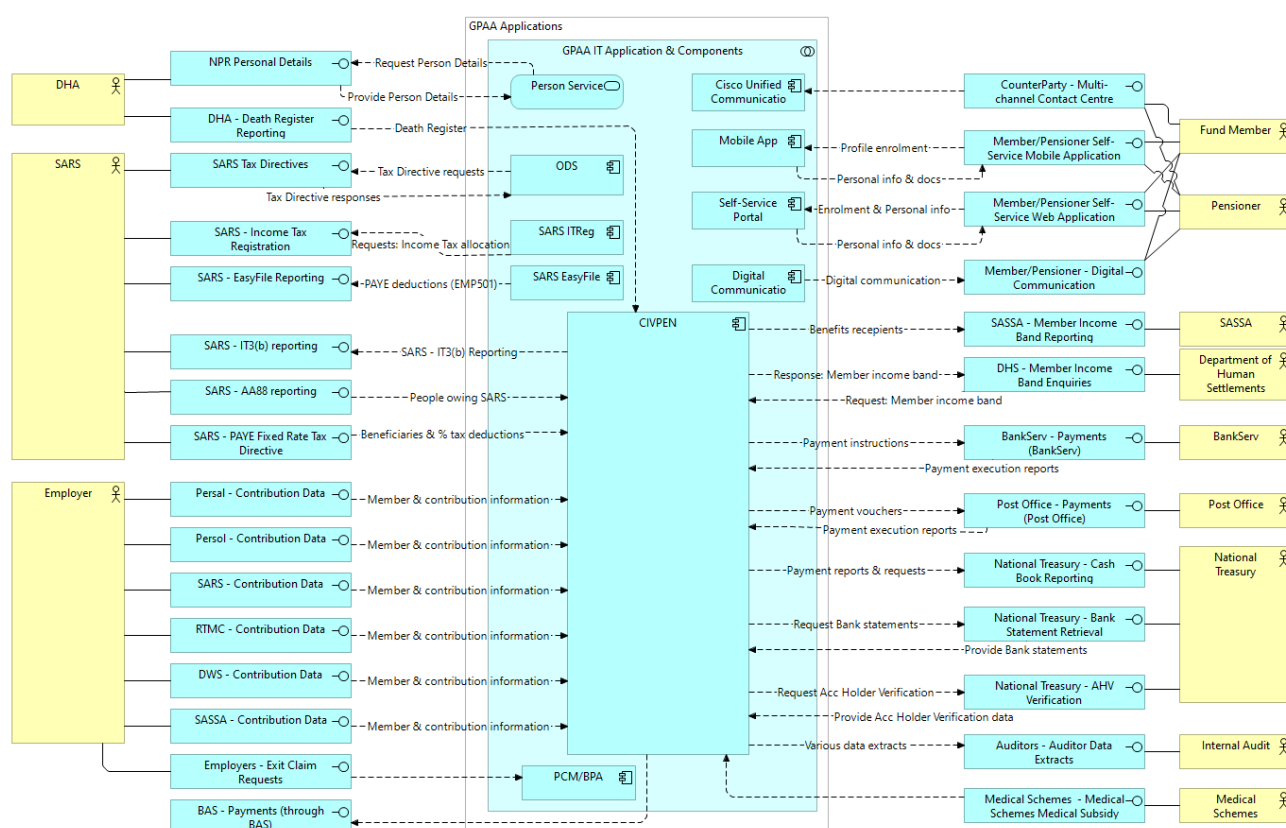 GPAA Applications
GPAA IT Application & Components
DHA
NPR Personal Details
Request Person Details
Provide Person Details
Person Service
DHA - Death Register
Reporting
Death Register
SARS
SARS Tax Directives
Tax Directive requests
Tax Directive responses
ODS
SARS - Income Tax
Registration
Requests: Income Tax allocation
SARS ITReg
SARS - EasyFile Reporting
PAYE deductions (EMP501)
SARS EasyFile
SARS - IT3(b) reporting
SARS - IT3(b) Reporting
SARS - AA88 reporting
People owing SARS
SARS - PAYE Fixed Rate Tax
Directive
Beneficiaries & % tax deductions
Employer
Persal - Contribution Data
Member & contribution information
Persol - Contribution Data
Member & contribution information
SARS - Contribution Data
Member & contribution information
RTMC - Contribution Data
Member & contribution information
DWS - Contribution Data
Member & contribution information
SASSA - Contribution Data
Member & contribution information
Employers - Exit Claim
Requests
PCM/BPA
BAS - Payments (through
BAS)
CIVPEN
Cisco Unified
Communicatio
CounterParty - Multi-
channel Contact Centre
Mobile App
Profile enrolment
Personal info & docs
Member/Pensioner Self-
Service Mobile Application
Self-Service
Portal
Enrolment & Personal info
Personal info & docs
Member/Pensioner Self-
Service Web Application
Digital
Communicatio
Digital communication
Member/Pensioner - Digital
Communication
Fund Member
Pensioner
Benefits recepients
SASSA - Member Income
Band Reporting
SASSA
Response: Member income band
Request: Member income band
DHS - Member Income
Band Enquiries
Department of
Human
Settlements
Payment instructions
Payment execution reports
BankServ - Payments
(BankServ)
BankServ
Payment vouchers
Payment execution reports
Post Office - Payments
(Post Office)
Post Office
Payment reports & requests
National Treasury - Cash
Book Reporting
National
Treasury
Request Bank statements
Provide Bank statements
National Treasury - Bank
Statement Retrieval
Request Acc Holder Verification
Provide Acc Holder Verification data
National Treasury - AHV
Verification
Various data extracts
Auditors - Auditor Data
Extracts
Internal Audit
Medical Schemes - Medical
Schemes Medical Subsidy
Medical
Schemes